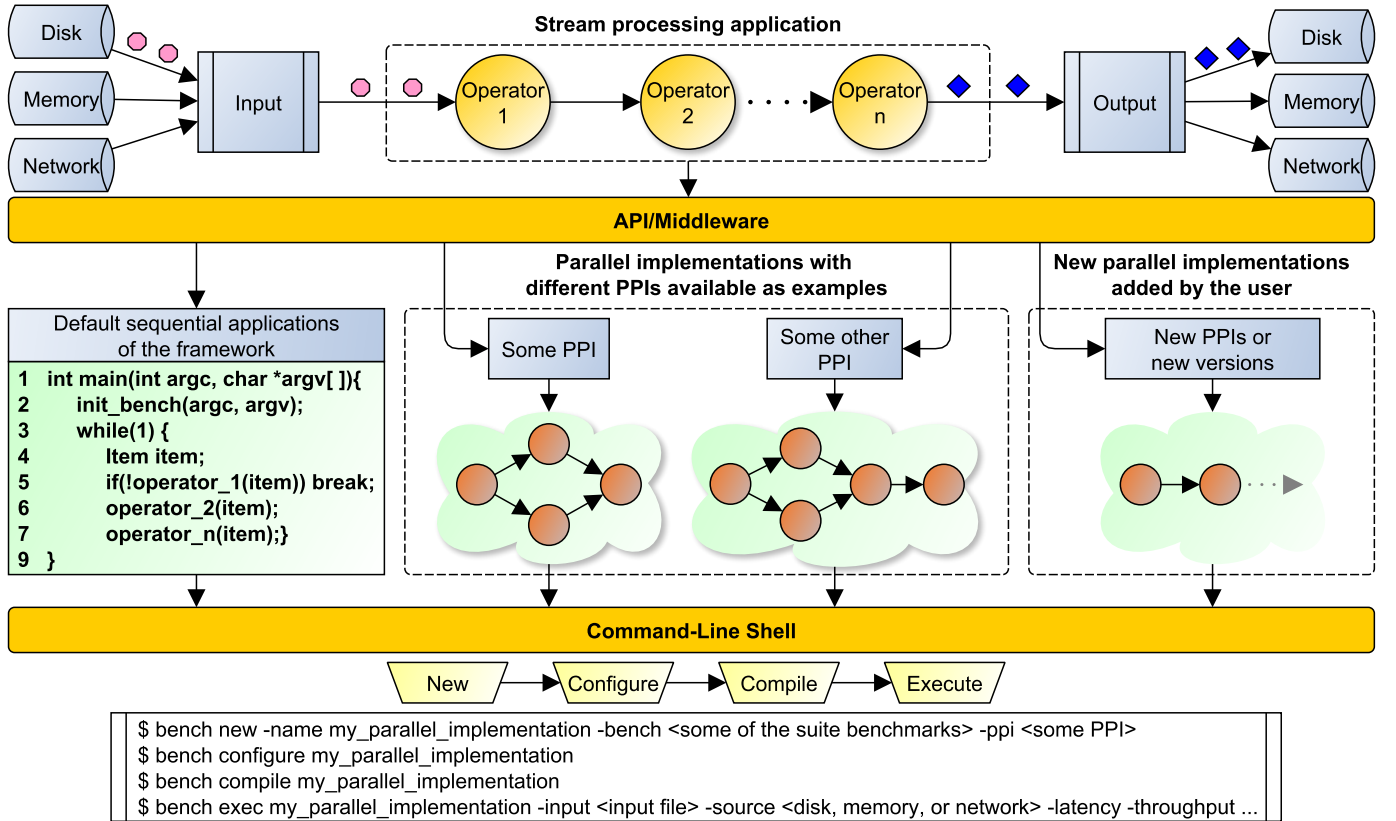 Stream processing application
Disk
Memory
Network
Input
Operator
1
Operator
2
Operator
n
Output
Disk
Memory
Network
API/Middleware
Parallel implementations with
different PPIs available as examples
New parallel implementations
added by the user
Default sequential applications
of the framework
1 int main(int argc, char *argv[ ]){
2 init_bench(argc, argv);
3 while(1) {
4 Item item;
5 if(!operator_1(item)) break;
6 operator_2(item);
7 operator_n(item);}
9 }
Some PPI
Some other
PPI
New PPIs or
new versions
Command-Line Shell
New
Configure
Compile
Execute
$ bench new -name my_parallel_implementation -bench <some of the suite benchmarks> -ppi <some PPI>
$ bench configure my_parallel_implementation
$ bench compile my_parallel_implementation
$ bench exec my_parallel_implementation -input <input file> -source <disk, memory, or network> -latency -throughput ...